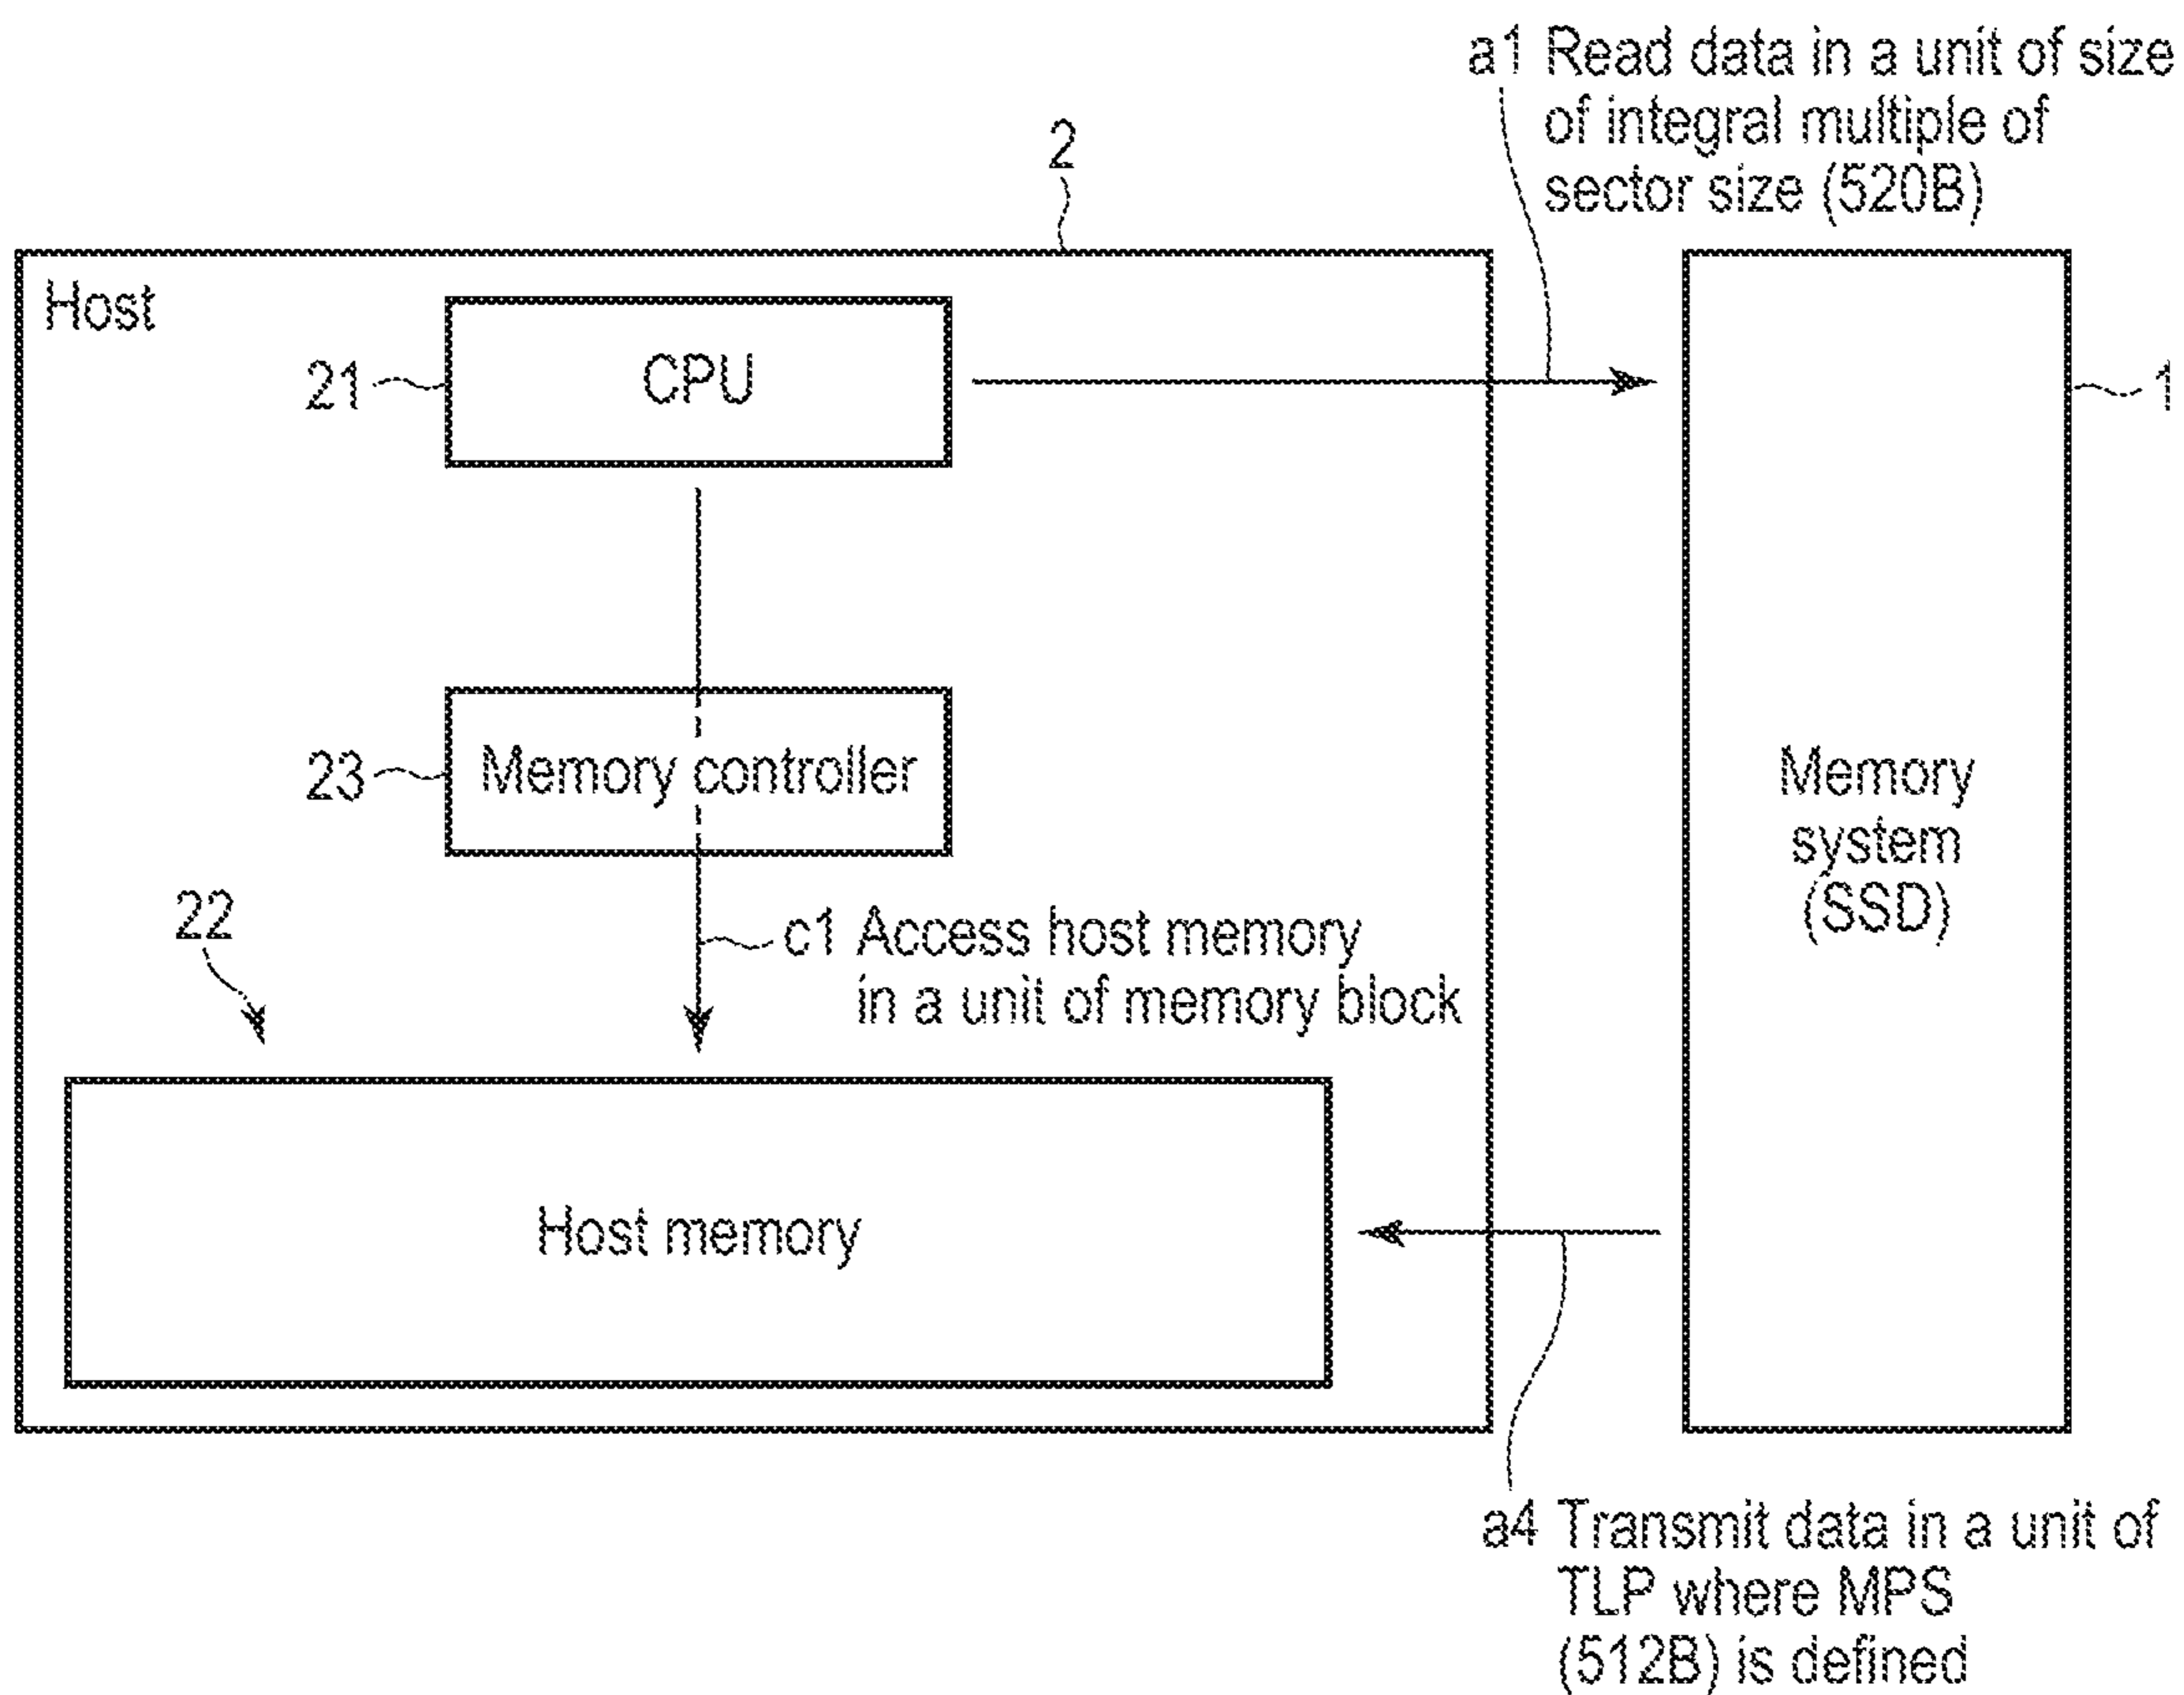 a1 Read data in a unit of size
of integral multiple of
sector size (520B)
2
Host
21
CPU
1
23
Memory controller
Memory
system
(SSD)
22
c1 Access host memory
in a unit of memory block
Host memory
a4 Transmit data in a unit of
TLP where MPS
(512B) is defined